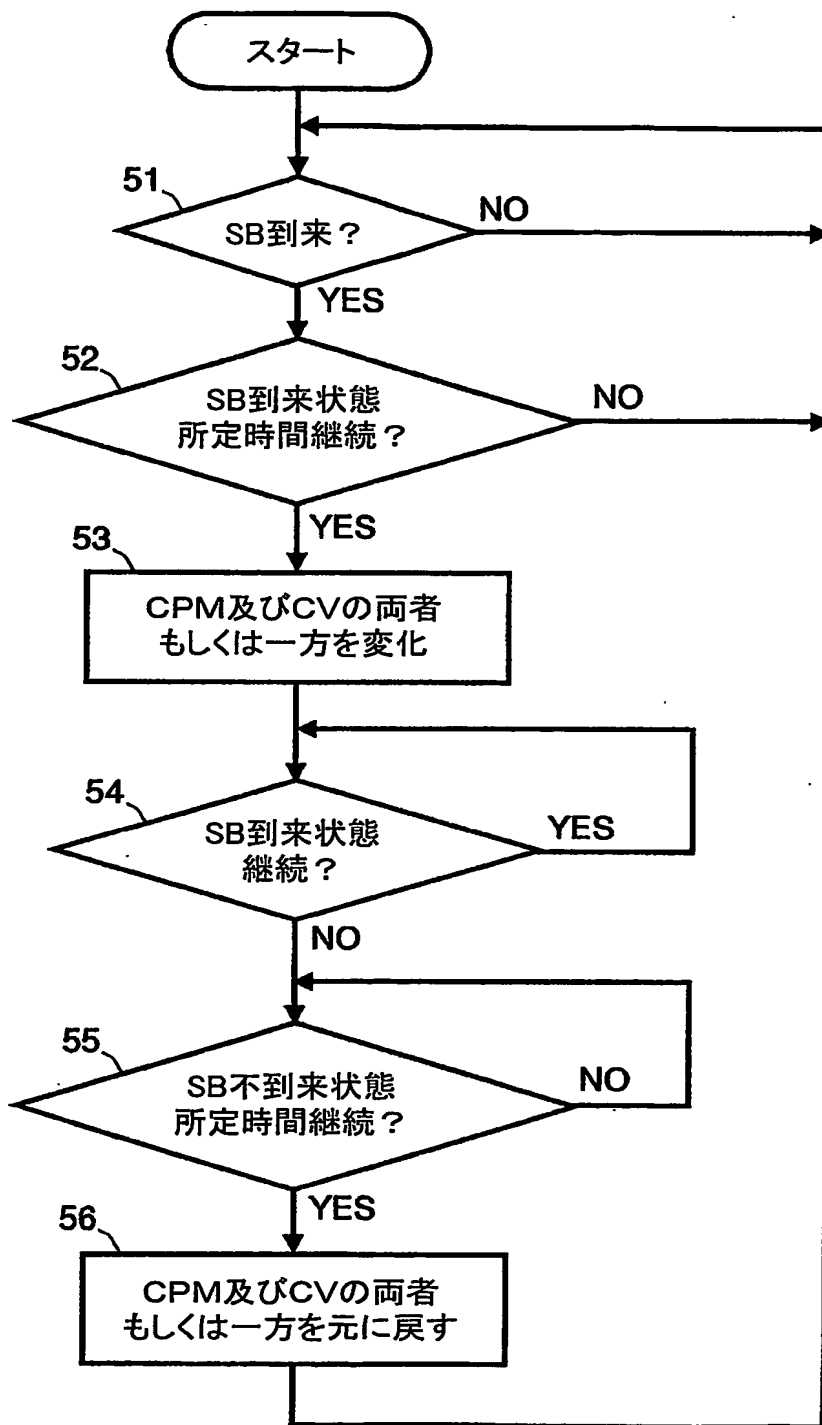 スタート
51
SB到来？
NO
YES
52
SB到来状態
所定時間継続？
NO
YES
53
CPM及びCVの両者
もしくは一方を変化
54
SB到来状態
継続？
YES
NO
55
SB不到来状態
所定時間継続？
NO
YES
56
CPM及びCVの両者
もしくは一方を元に戻す